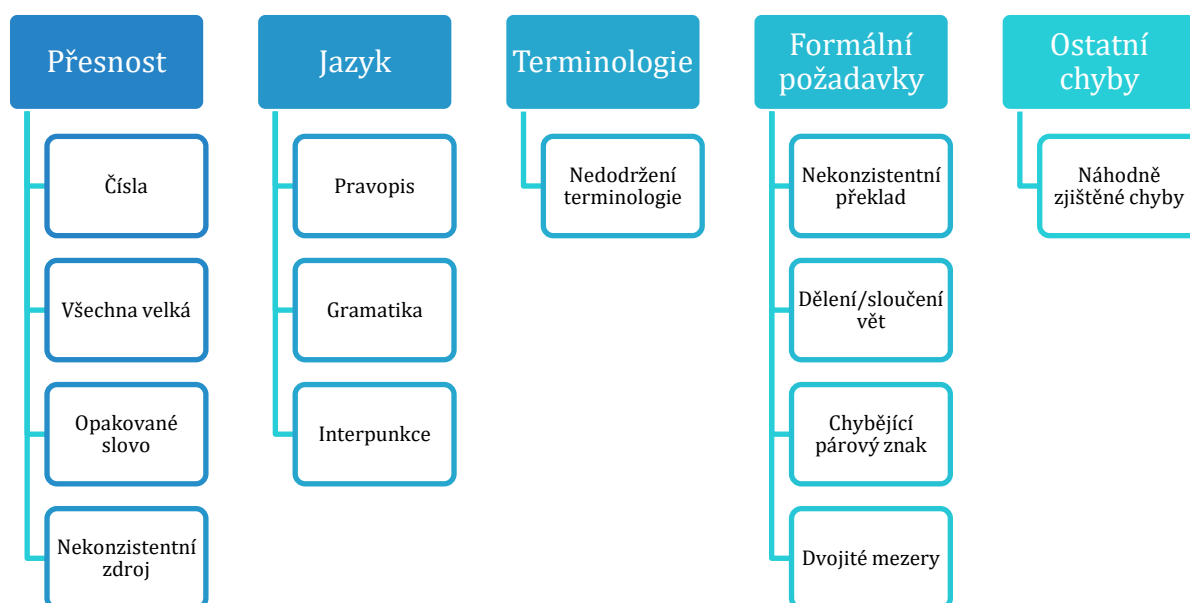 Přesnost
Čísla
Všechna velká
Opakované
slovo
Nekonzistentní
zdroj
Jazyk
Pravopis
Gramatika
Interpunkce
Terminologie
Nedodržení
terminologie
Formální
požadavky
Nekonzistentní
překlad
Dělení/sloučení
vět
Chybějící
párový znak
Dvojité mezery
Ostatní
chyby
Náhodně
zjištěné chyby